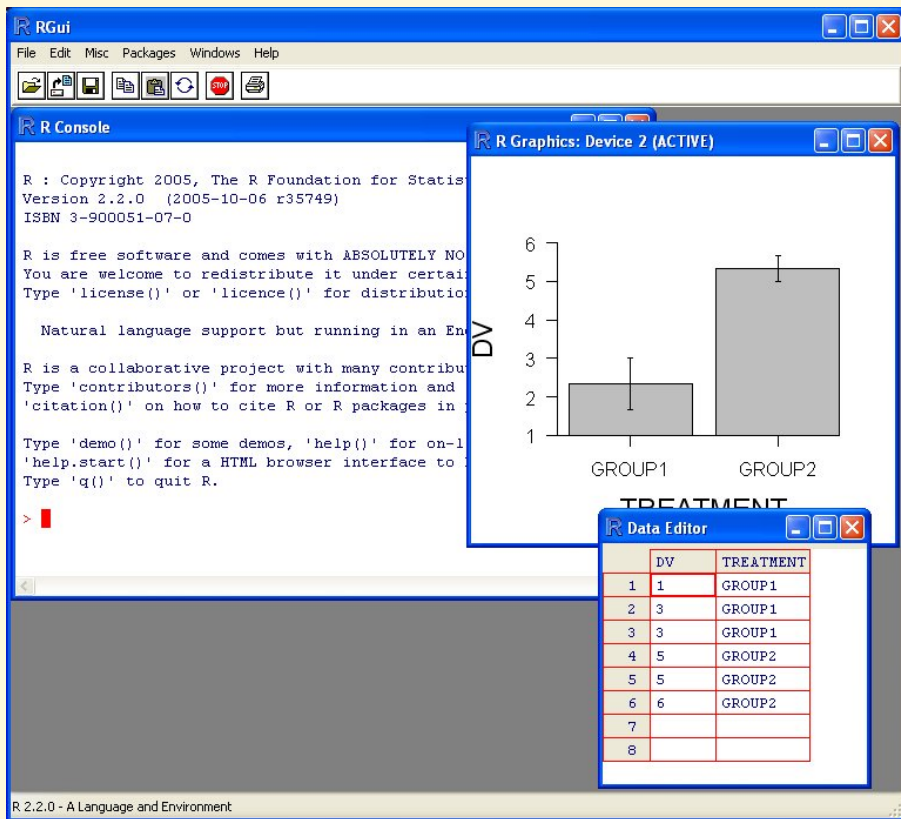 RGui
File Edit Misc Packages Windows Help
STOP
R Console
R : Copyright 2005, The R Foundation for
Version 2.2.0 (2005-10-06 r35749)
ISBN 3-900051-07-0
R is free software and comes with ABSOLUTELY NO
You are welcome to redistribute it under
Type 'license()' or 'licence()' for
Natural language support but running in an
R is a collaborative project with many
Type 'contributors()' for more information and
'citation()' on how to cite R or R packages in
Type 'demo()' for some demos, 'help()' for
'help.start()' for a HTML browser interface to
Type 'q()' to quit R.
>
R Graphics: Device 2 (ACTIVE)
6
5
4
3
2
1
DV
GROUP1 GROUP2
TREATMENT
Data Editor
DV TREATMENT
1 1 GROUP1
2 3 GROUP1
3 3 GROUP1
4 5 GROUP2
5 5 GROUP2
6 6 GROUP2
7
8
R 2.2.0 - A Language and Environment